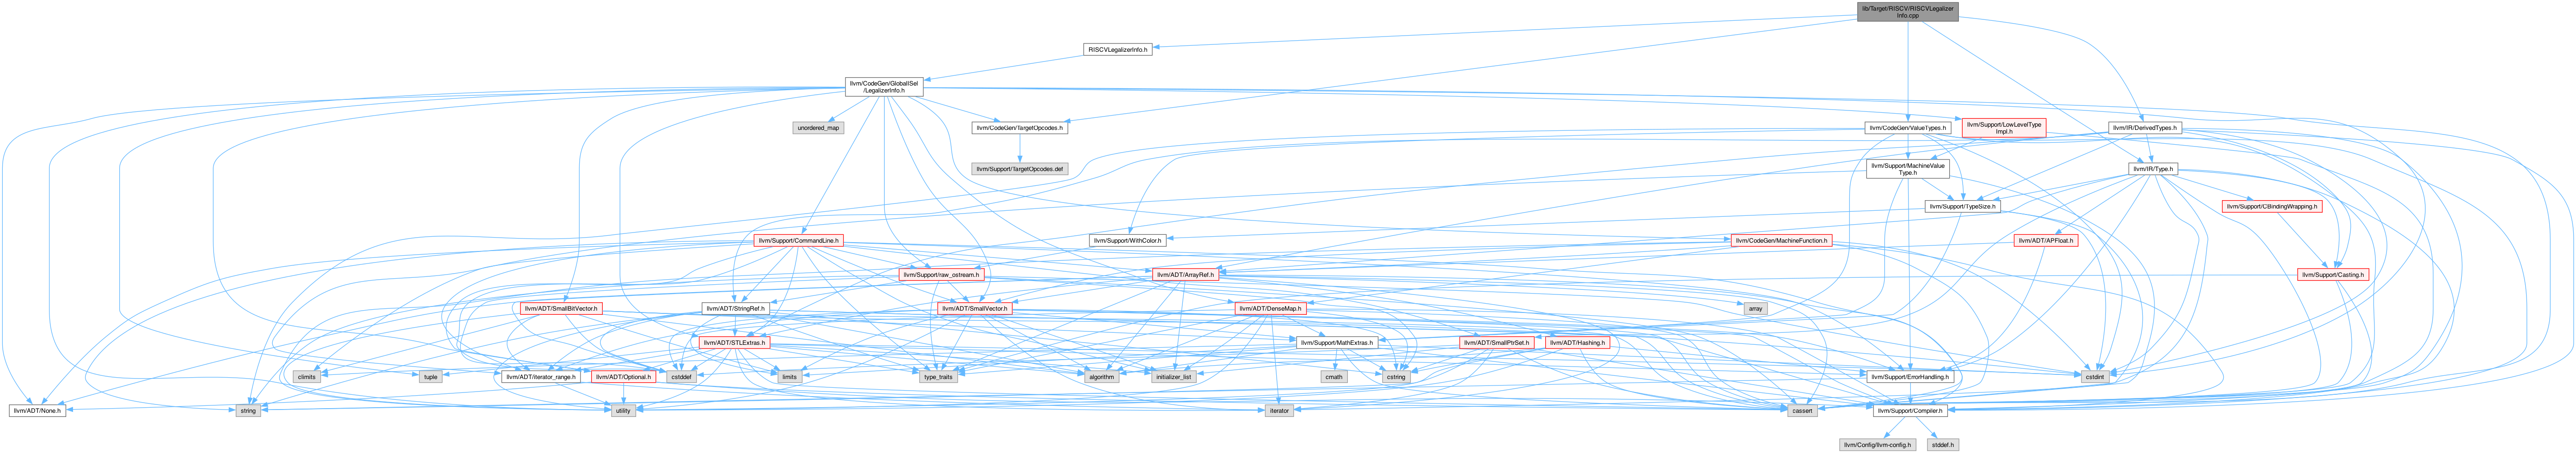 lib/Target/RISCV/RISCVLegalizer
Info.cpp
RISCVLegalizerInfo.h
llvm/CodeGen/GlobalISel
/LegalizerInfo.h
unordered_map
llvm/CodeGen/TargetOpcodes.h
llvm/CodeGen/ValueTypes.h
llvm/Support/LowLevelType
Impl.h
llvm/IR/DerivedTypes.h
llvm/Support/TargetOpcodes.def
llvm/Support/MachineValue
Type.h
llvm/IR/Type.h
llvm/Support/TypeSize.h
llvm/Support/CBindingWrapping.h
llvm/Support/CommandLine.h
llvm/Support/WithColor.h
llvm/CodeGen/MachineFunction.h
llvm/ADT/APFloat.h
llvm/Support/raw_ostream.h
llvm/ADT/ArrayRef.h
llvm/Support/Casting.h
llvm/ADT/SmallBitVector.h
llvm/ADT/StringRef.h
llvm/ADT/SmallVector.h
llvm/ADT/DenseMap.h
array
llvm/ADT/STLExtras.h
llvm/Support/MathExtras.h
llvm/ADT/SmallPtrSet.h
llvm/ADT/Hashing.h
climits
tuple
llvm/ADT/iterator_range.h
llvm/ADT/Optional.h
cstddef
limits
type_traits
algorithm
initializer_list
cmath
cstring
llvm/Support/ErrorHandling.h
cstdint
llvm/ADT/None.h
string
utility
iterator
cassert
llvm/Support/Compiler.h
llvm/Config/llvm-config.h
stddef.h